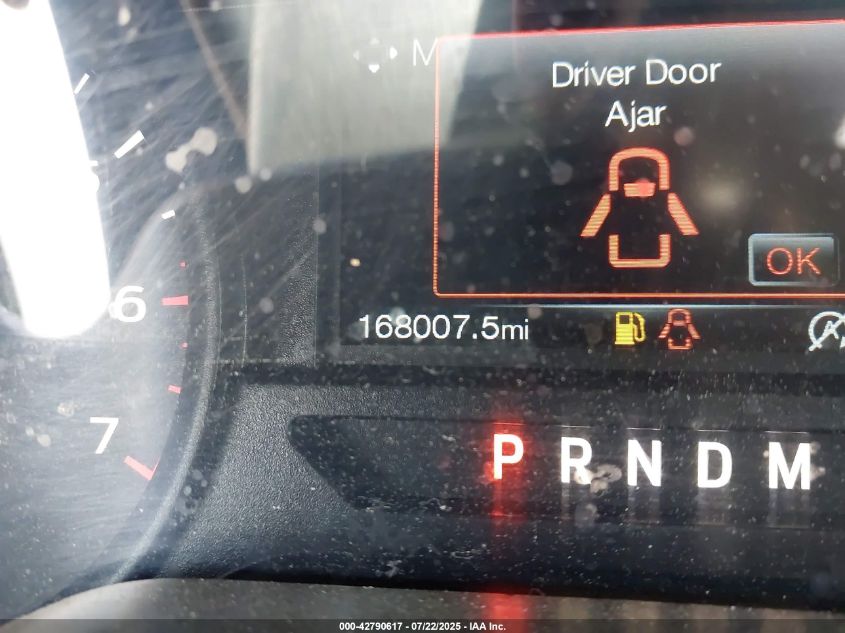 M
Driver Door
Ajar
OK
6
168007.5mi
A
7
P R N D M
000-42790617 - 07/22/2025 - IAA Inc.